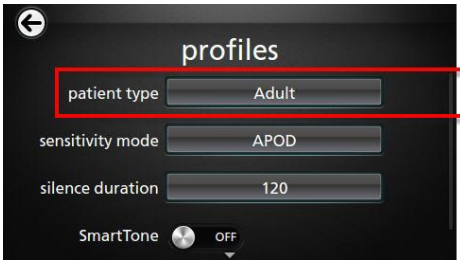 profiles
patient type Adult
sensitivity mode APOD
silence duration 120
SmartTone OFF